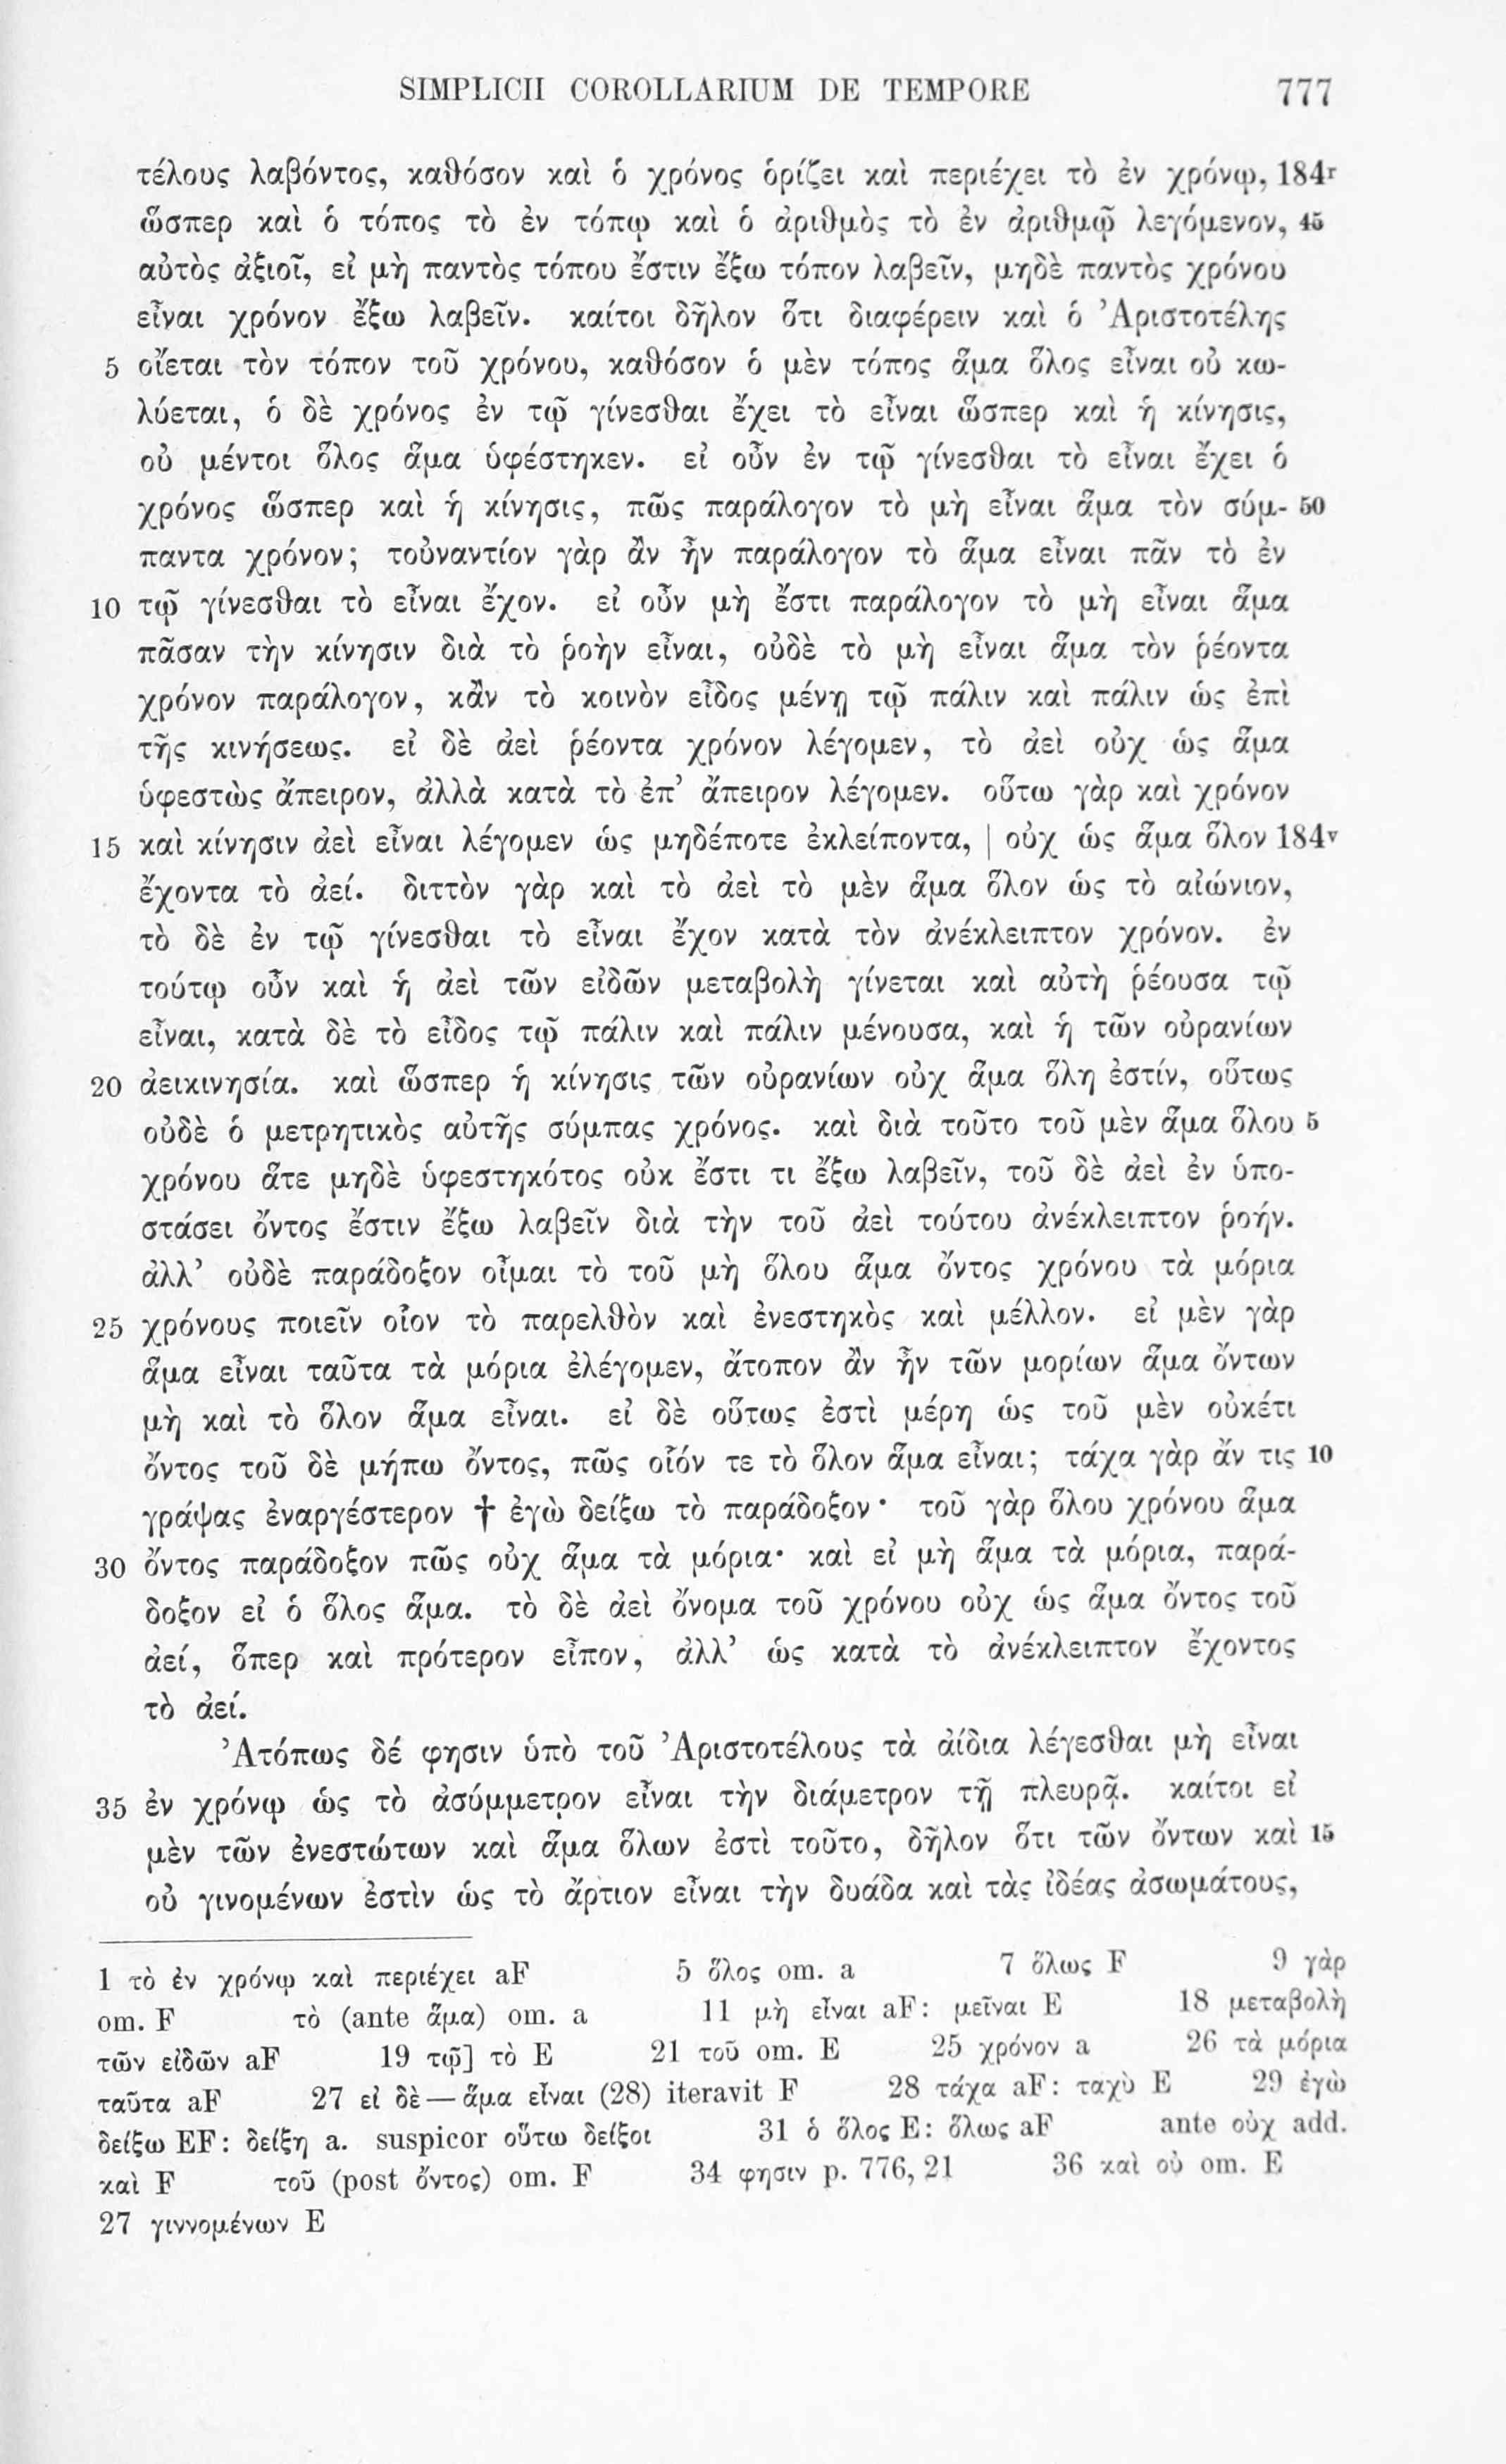 SIMPLICII COROLLARIUM DE TEMPORE 777
τέλους λαβόντος, καθόσον καὶ ὁ χρόνος ὁρίζει καὶ περιέχει τὸ ἐν χρόνῳ, 184r
ὥσπερ καὶ ὁ τόπος τὸ ἐν τόπῳ καὶ ὁ ἀριθμὸς τὸ ἐν ἀριθμῷ λεγόμενον, 45
αὐτὸς ἀξιοῖ, εἰ μὴ παντὸς τόπου ἔστιν ἔξω τόπον λαβεῖν, μηδὲ παντὸς χρόνου
εἶναι χρόνον ἔξω λαβεῖν. καίτοι δῆλον ὅτι διαφέρειν καὶ ὁ Ἀριστοτέλης
5 οἴεται τὸν τόπον τοῦ χρόνου, καθόσον ὁ μὲν τόπος ἅμα ὅλος εἶναι οὐ κω-
λύεται, ὁ δὲ χρόνος ἐν τῷ γίνεσθαι ἔχει τὸ εἶναι ὥσπερ καὶ ἡ κίνησις,
οὐ μέντοι ὅλος ἅμα ὑφέστηκεν. εἰ οὖν ἐν τῷ γίνεσθαι τὸ εἶναι ἔχει ὁ
χρόνος ὥσπερ καὶ ἡ κίνησις, πῶς παράλογον τὸ μὴ εἶναι ἅμα τὸν σύμ- 50
παντα χρόνον; τοὐναντίον γὰρ ἂν ἦν παράλογον τὸ ἅμα εἶναι πᾶν τὸ ἐν
10 τῷ γίνεσθαι τὸ εἶναι ἔχον. εἰ οὖν μὴ ἔστι παράλογον τὸ μὴ εἶναι ἅμα
πᾶσαν τὴν κίνησιν διὰ τὸ ῥοὴν εἶναι, οὐδὲ τὸ μὴ εἶναι ἅμα τὸν ῥέοντα
χρόνον παράλογον, κἂν τὸ κοινὸν εἶδος μένῃ τῷ πάλιν καὶ πάλιν ὡς ἐπὶ
τῆς κινήσεως. εἰ δὲ ἀεὶ ῥέοντα χρόνον λέγομεν, τὸ ἀεὶ οὐχ ὡς ἅμα
ὑφεστὼς ἄπειρον, ἀλλὰ κατὰ τὸ ἐπ’ ἄπειρον λέγομεν. οὕτω γὰρ καὶ χρόνον
15 καὶ κίνησιν ἀεὶ εἶναι λέγομεν ὡς μηδέποτε ἐκλείποντα, | οὐχ ὡς ἅμα ὅλον 184v
ἔχοντα τὸ ἀεί. διττὸν γὰρ καὶ τὸ ἀεὶ τὸ μὲν ἅμα ὅλον ὡς τὸ αἰώνιον,
τὸ δὲ ἐν τῷ γίνεσθαι τὸ εἶναι ἔχον κατὰ τὸν ἀνέκλειπτον χρόνον. ἐν
τούτῳ οὖν καὶ ἡ ἀεὶ τῶν εἰδῶν μεταβολὴ γίνεται καὶ αὐτὴ ῥέουσα τῷ
εἶναι, κατὰ δὲ τὸ εἶδος τῷ πάλιν καὶ πάλιν μένουσα, καὶ ἡ τῶν οὐρανίων
20 ἀεικινησία. καὶ ὥσπερ ἡ κίνησις τῶν οὐρανίων οὐχ ἅμα ὅλη ἐστίν, οὕτως
οὐδὲ ὁ μετρητικὸς αὐτῆς σύμπας χρόνος. καὶ διὰ τοῦτο τοῦ μὲν ἅμα ὅλου 5
χρόνου ἅτε μηδὲ ὑφεστηκότος οὐκ ἔστι τι ἔξω λαβεῖν, τοῦ δὲ ἀεὶ ἐν ὑπο-
στάσει ὄντος ἔστιν ἔξω λαβεῖν διὰ τὴν τοῦ ἀεὶ τούτου ἀνέκλειπτον ῥοήν.
ἀλλ’ οὐδὲ παράδοξον οἶμαι τὸ τοῦ μὴ ὅλου ἅμα ὄντος χρόνου τὰ μόρια
25 χρόνους ποιεῖν οἷον τὸ παρελθὸν καὶ ἐνεστηκὸς καὶ μέλλον. εἰ μὲν γὰρ
ἅμα εἶναι ταῦτα τὰ μόρια ἐλέγομεν, ἄτοπον ἂν ἦν τῶν μορίων ἅμα ὄντων
μὴ καὶ τὸ ὅλον ἅμα εἶναι. εἰ δὲ οὕτως ἐστὶ μέρη ὡς τοῦ μὲν οὐκέτι
ὄντος τοῦ δὲ μήπω ὄντος, πῶς οἷόν τε τὸ ὅλον ἅμα εἶναι; τάχα γὰρ ἄν τις 10
γράψας ἐναργέστερον † ἐγὼ δείξω τὸ παράδοξον· τοῦ γὰρ ὅλου χρόνου ἅμα
30 ὄντος παράδοξον πῶς οὐχ ἅμα τὰ μόρια· καὶ εἰ μὴ ἅμα τὰ μόρια, παρά-
δοξον εἰ ὁ ὅλος ἅμα. τὸ δὲ ἀεὶ ὄνομα τοῦ χρόνου οὐχ ὡς ἅμα ὄντος τοῦ
ἀεί, ὅπερ καὶ πρότερον εἶπον, ἀλλ’ ὡς κατὰ τὸ ἀνέκλειπτον ἔχοντος
τὸ ἀεί.
Ἀτόπως δέ φησιν ὑπὸ τοῦ Ἀριστοτέλους τὰ ἀίδια λέγεσθαι μὴ εἶναι
35 ἐν χρόνῳ ὡς τὸ ἀσύμμετρον εἶναι τὴν διάμετρον τῇ πλευρᾷ. καίτοι εἰ
μὲν τῶν ἐνεστώτων καὶ ἅμα ὅλων ἐστὶ τοῦτο, δῆλον ὅτι τῶν ὄντων καὶ 15
οὐ γινομένων ἐστὶν ὡς τὸ ἄρτιον εἶναι τὴν δυάδα καὶ τὰς ἰδέας ἀσωμάτους,
1 τὸ ἐν χρόνῳ καὶ περιέχει aF 5 ὅλος om. a 7 ὅλως F 9 γὰρ
om. F τὸ (ante ἅμα) om. a 11 μὴ εἶναι aF: μεῖναι E 18 μεταβολὴ
τῶν εἰδῶν aF 19 τῷ] τὸ E 21 τοῦ om. E 25 χρόνον a 26 τὰ μόρια
ταῦτα aF 27 εἰ δὲ — ἅμα εἶναι (28) iteravit F 28 τάχα aF: ταχὺ E 29 ἐγὼ
δείξω EF: δείξῃ a. suspicor οὕτω δείξοι 31 ὁ ὅλος E: ὅλως aF ante οὐχ add.
καὶ F τοῦ (post ὄντος) om. F 34 φησιν p. 776, 21 36 καὶ οὐ om. E
27 γιννομένων E